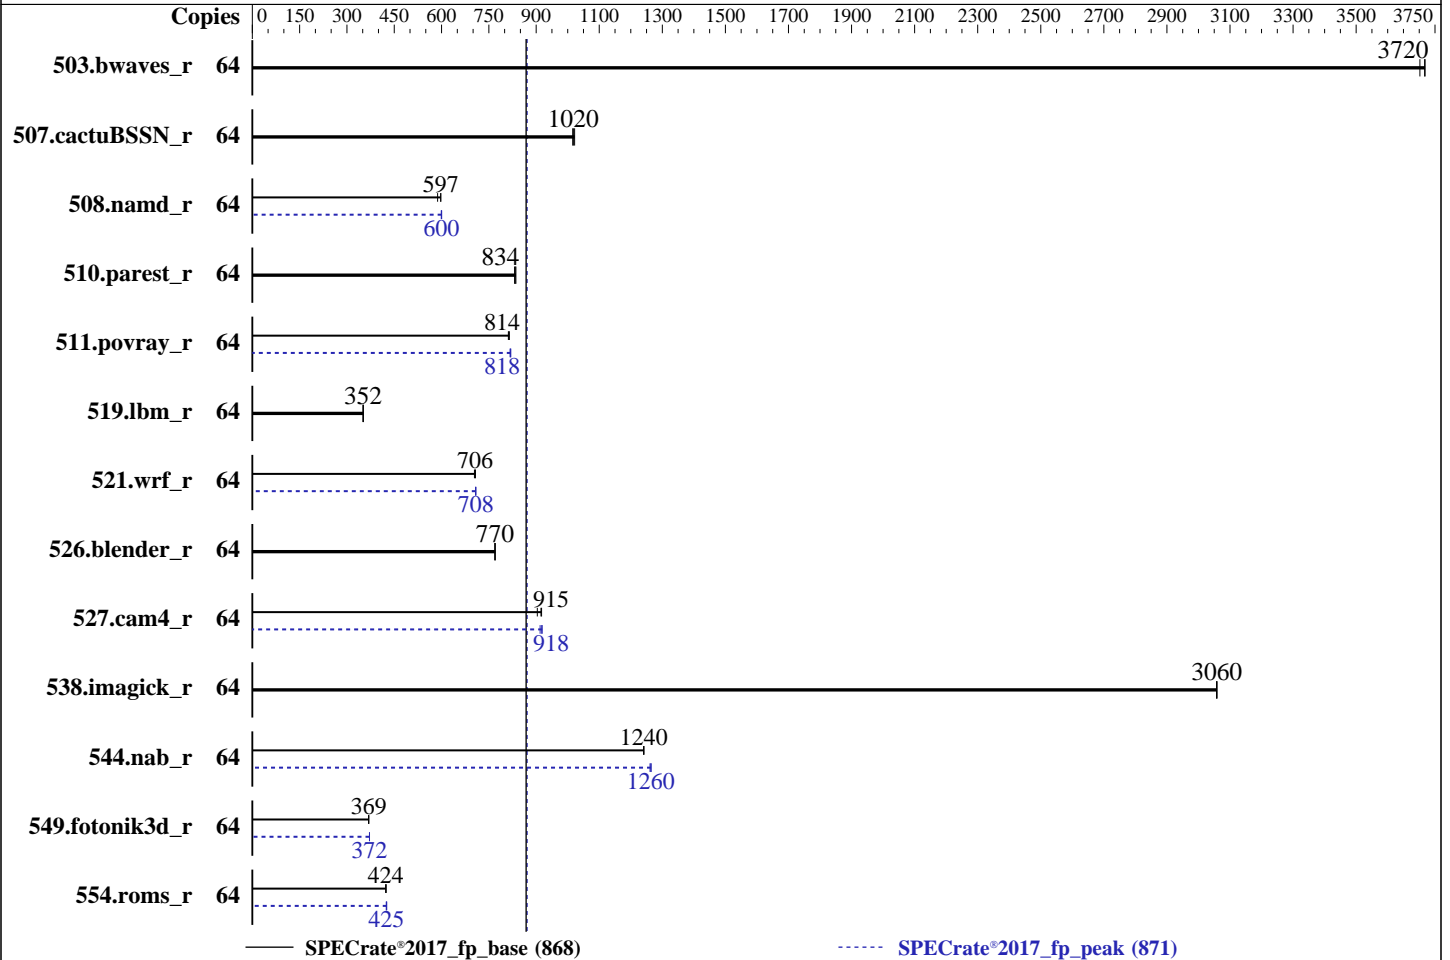 Copies 0 150 300 450 600 750 900 1100 1300 1500 1700 1900 2100 2300 2500 2700 2900 3100 3300 3500 3750
503.bwaves_r 64 3720
507.cactuBSSN_r 64 1020
508.namd_r 64 597
600
510.parest_r 64 834
511.povray_r 64 814
818
519.lbm_r 64 352
521.wrf_r 64 706
708
526.blender_r 64 770
527.cam4_r 64 915
918
538.imagick_r 64 3060
544.nab_r 64 1240
1260
549.fotonik3d_r 64 369
372
554.roms_r 64 424
425
SPECrate®2017_fp_base (868) SPECrate®2017_fp_peak (871)